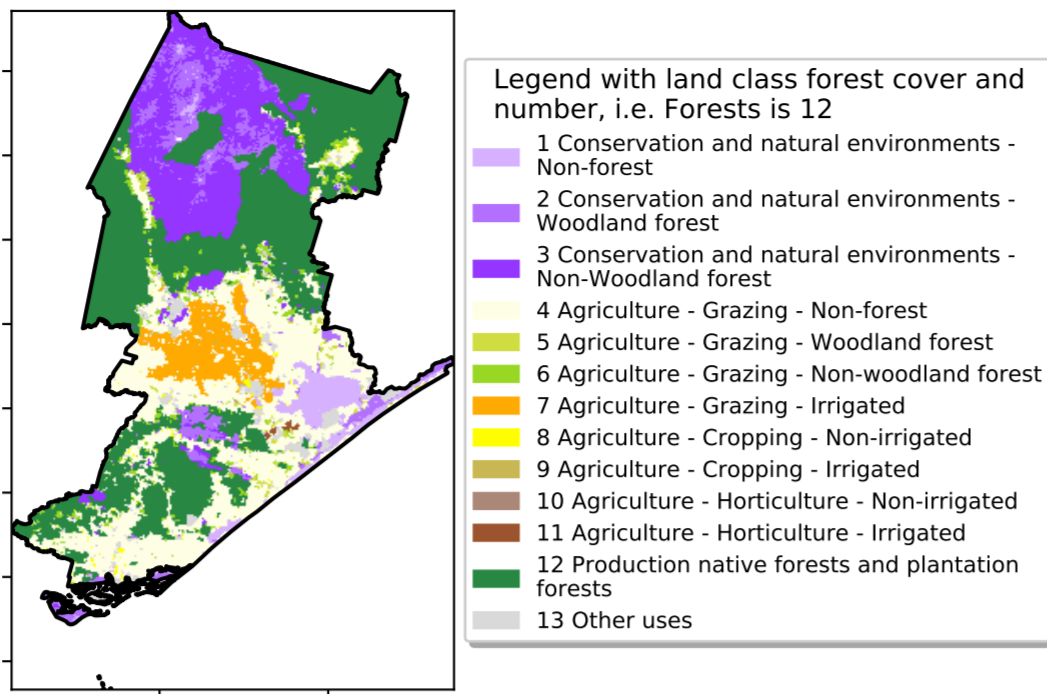 Legend with land class forest cover and
number, i.e. Forests is 12
1 Conservation and natural environments -
Non-forest
2 Conservation and natural environments -
Woodland forest
3 Conservation and natural environments -
Non-Woodland forest
4 Agriculture - Grazing - Non-forest
5 Agriculture - Grazing - Woodland forest
6 Agriculture - Grazing - Non-woodland forest
7 Agriculture - Grazing - Irrigated
8 Agriculture - Cropping - Non-irrigated
9 Agriculture - Cropping - Irrigated
10 Agriculture - Horticulture - Non-irrigated
11 Agriculture - Horticulture - Irrigated
12 Production native forests and plantation
forests
13 Other uses